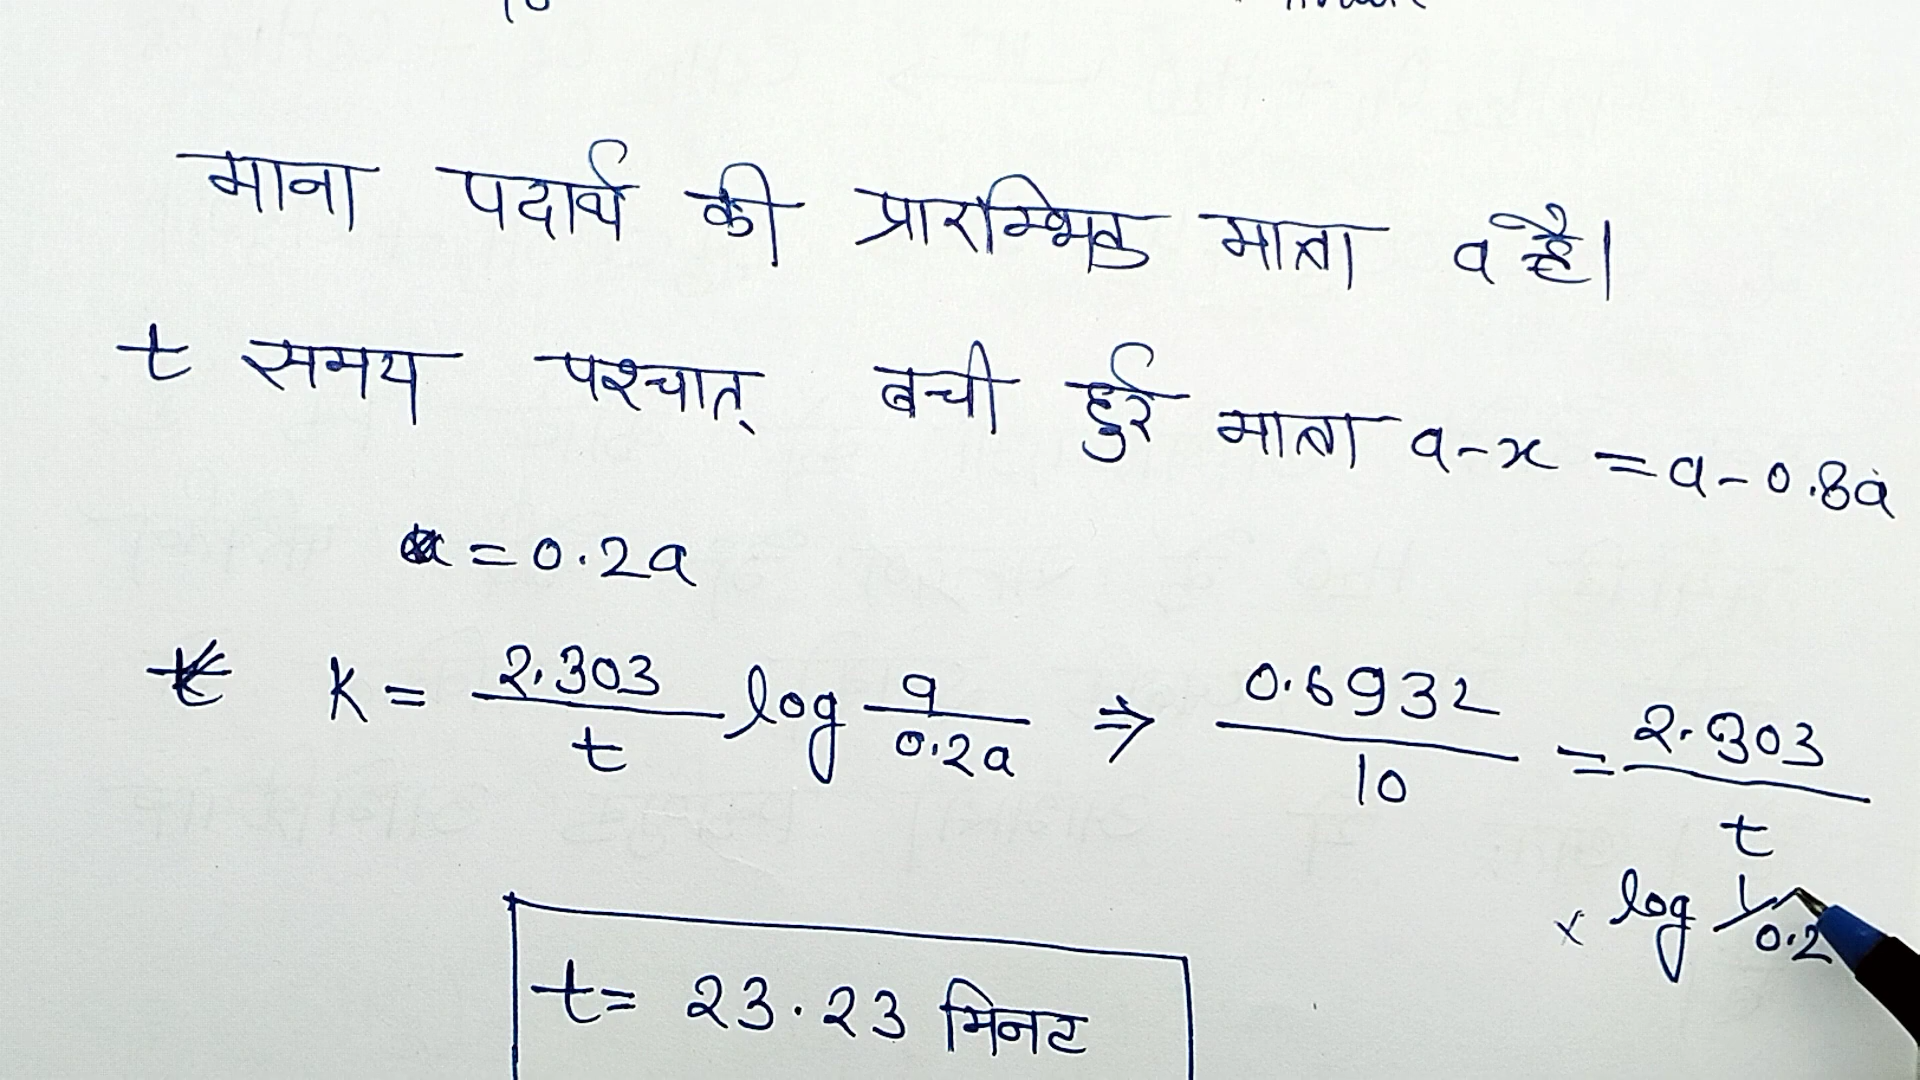 माना पदार्थ की प्रारम्भिक मात्रा a है।
t समय पश्चात् बची हुई मात्रा a-x = a-0.8a
= 0.2a
K = 2.303/t log a/0.2a ⇒ 0.6932/10 = 2.303/t
x log 1/0.2
t = 23.23 मिनट